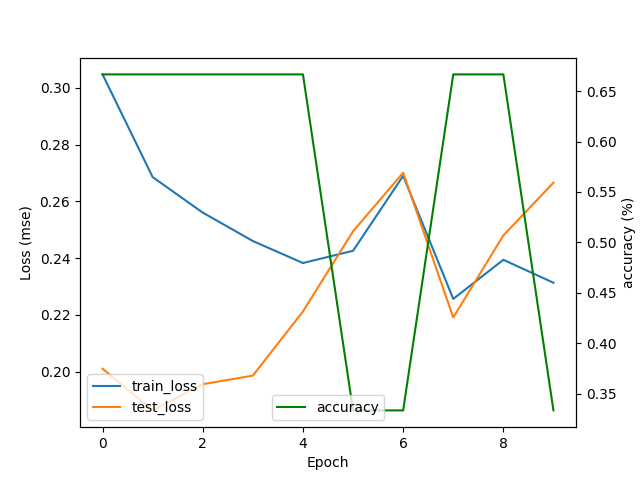 0.30
0.28
0.26
0.24
0.22
0.20
Loss (mse)
0.65
0.60
0.55
0.50
0.45
0.40
0.35
accuracy (%)
train_loss
test_loss
accuracy
0 2 4 6 8
Epoch